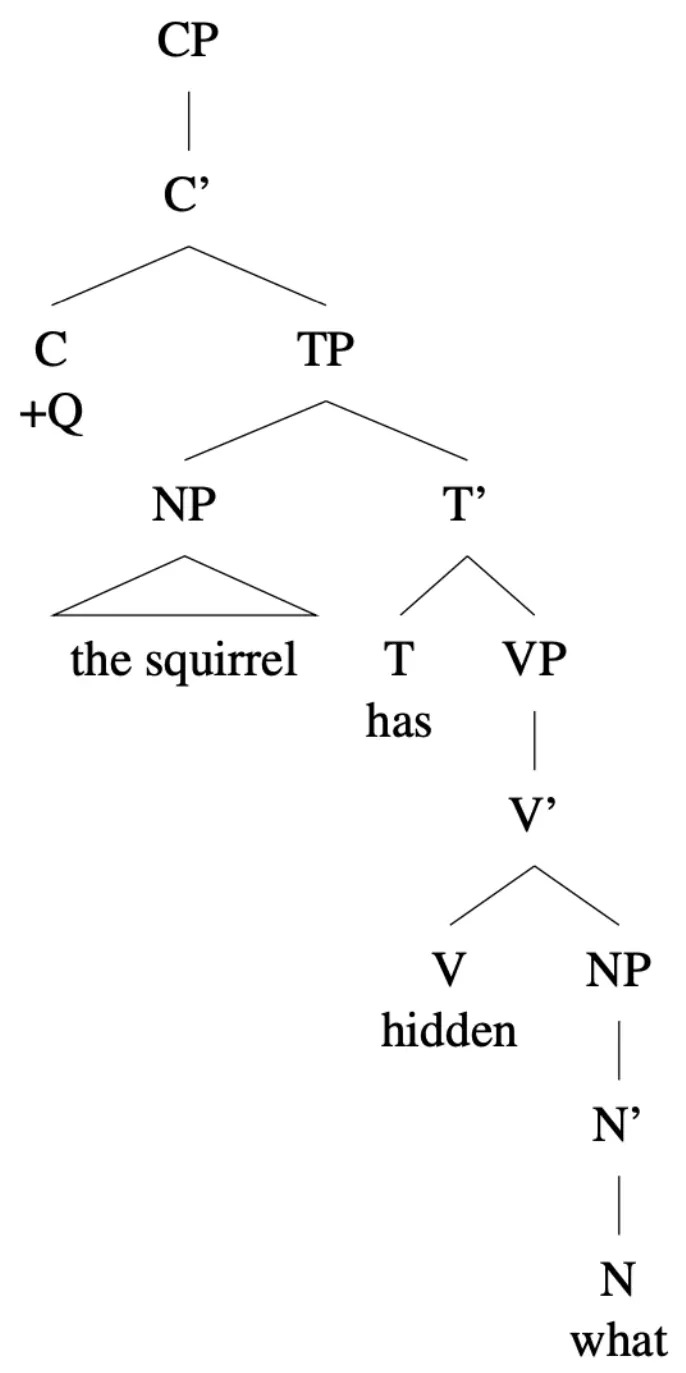 CP
C’
C TP
+Q
NP T’
the squirrel T VP
has
V’
V NP
hidden
N’
N
what